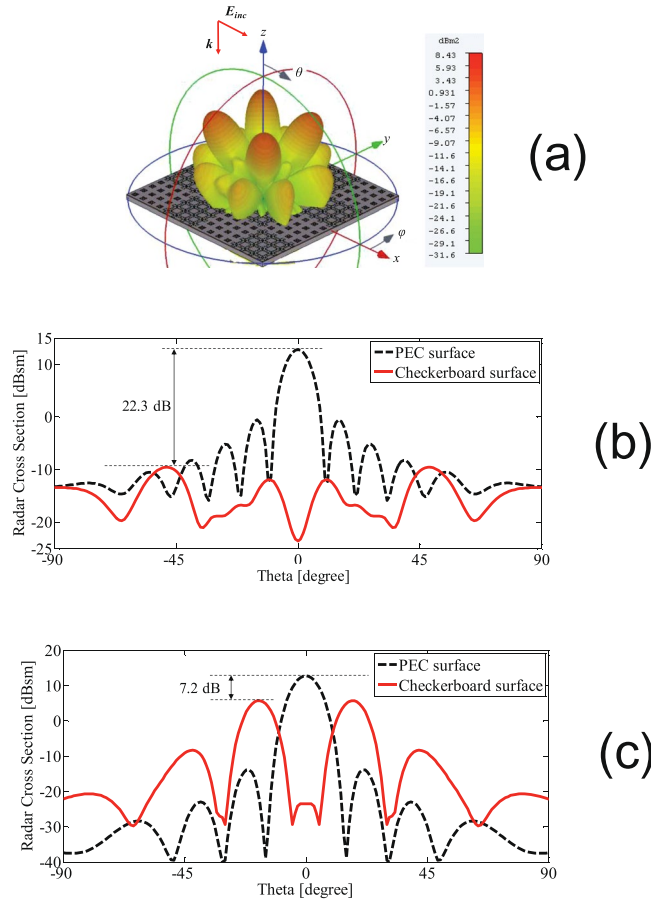 E_inc
k
z
θ
y
φ
x
dBm2
8.43
5.93
3.43
0.931
-1.57
-4.07
-6.57
-9.07
-11.6
-14.1
-16.6
-19.1
-21.6
-24.1
-26.6
-29.1
-31.6
(a)
Radar Cross Section [dBsm]
15
10
0
-10
-20
-25
22.3 dB
PEC surface
Checkerboard surface
-90
-45
0
45
90
Theta [degree]
(b)
Radar Cross Section [dBsm]
20
10
0
-10
-20
-30
-40
7.2 dB
PEC surface
Checkerboard surface
-90
-45
0
45
90
Theta [degree]
(c)